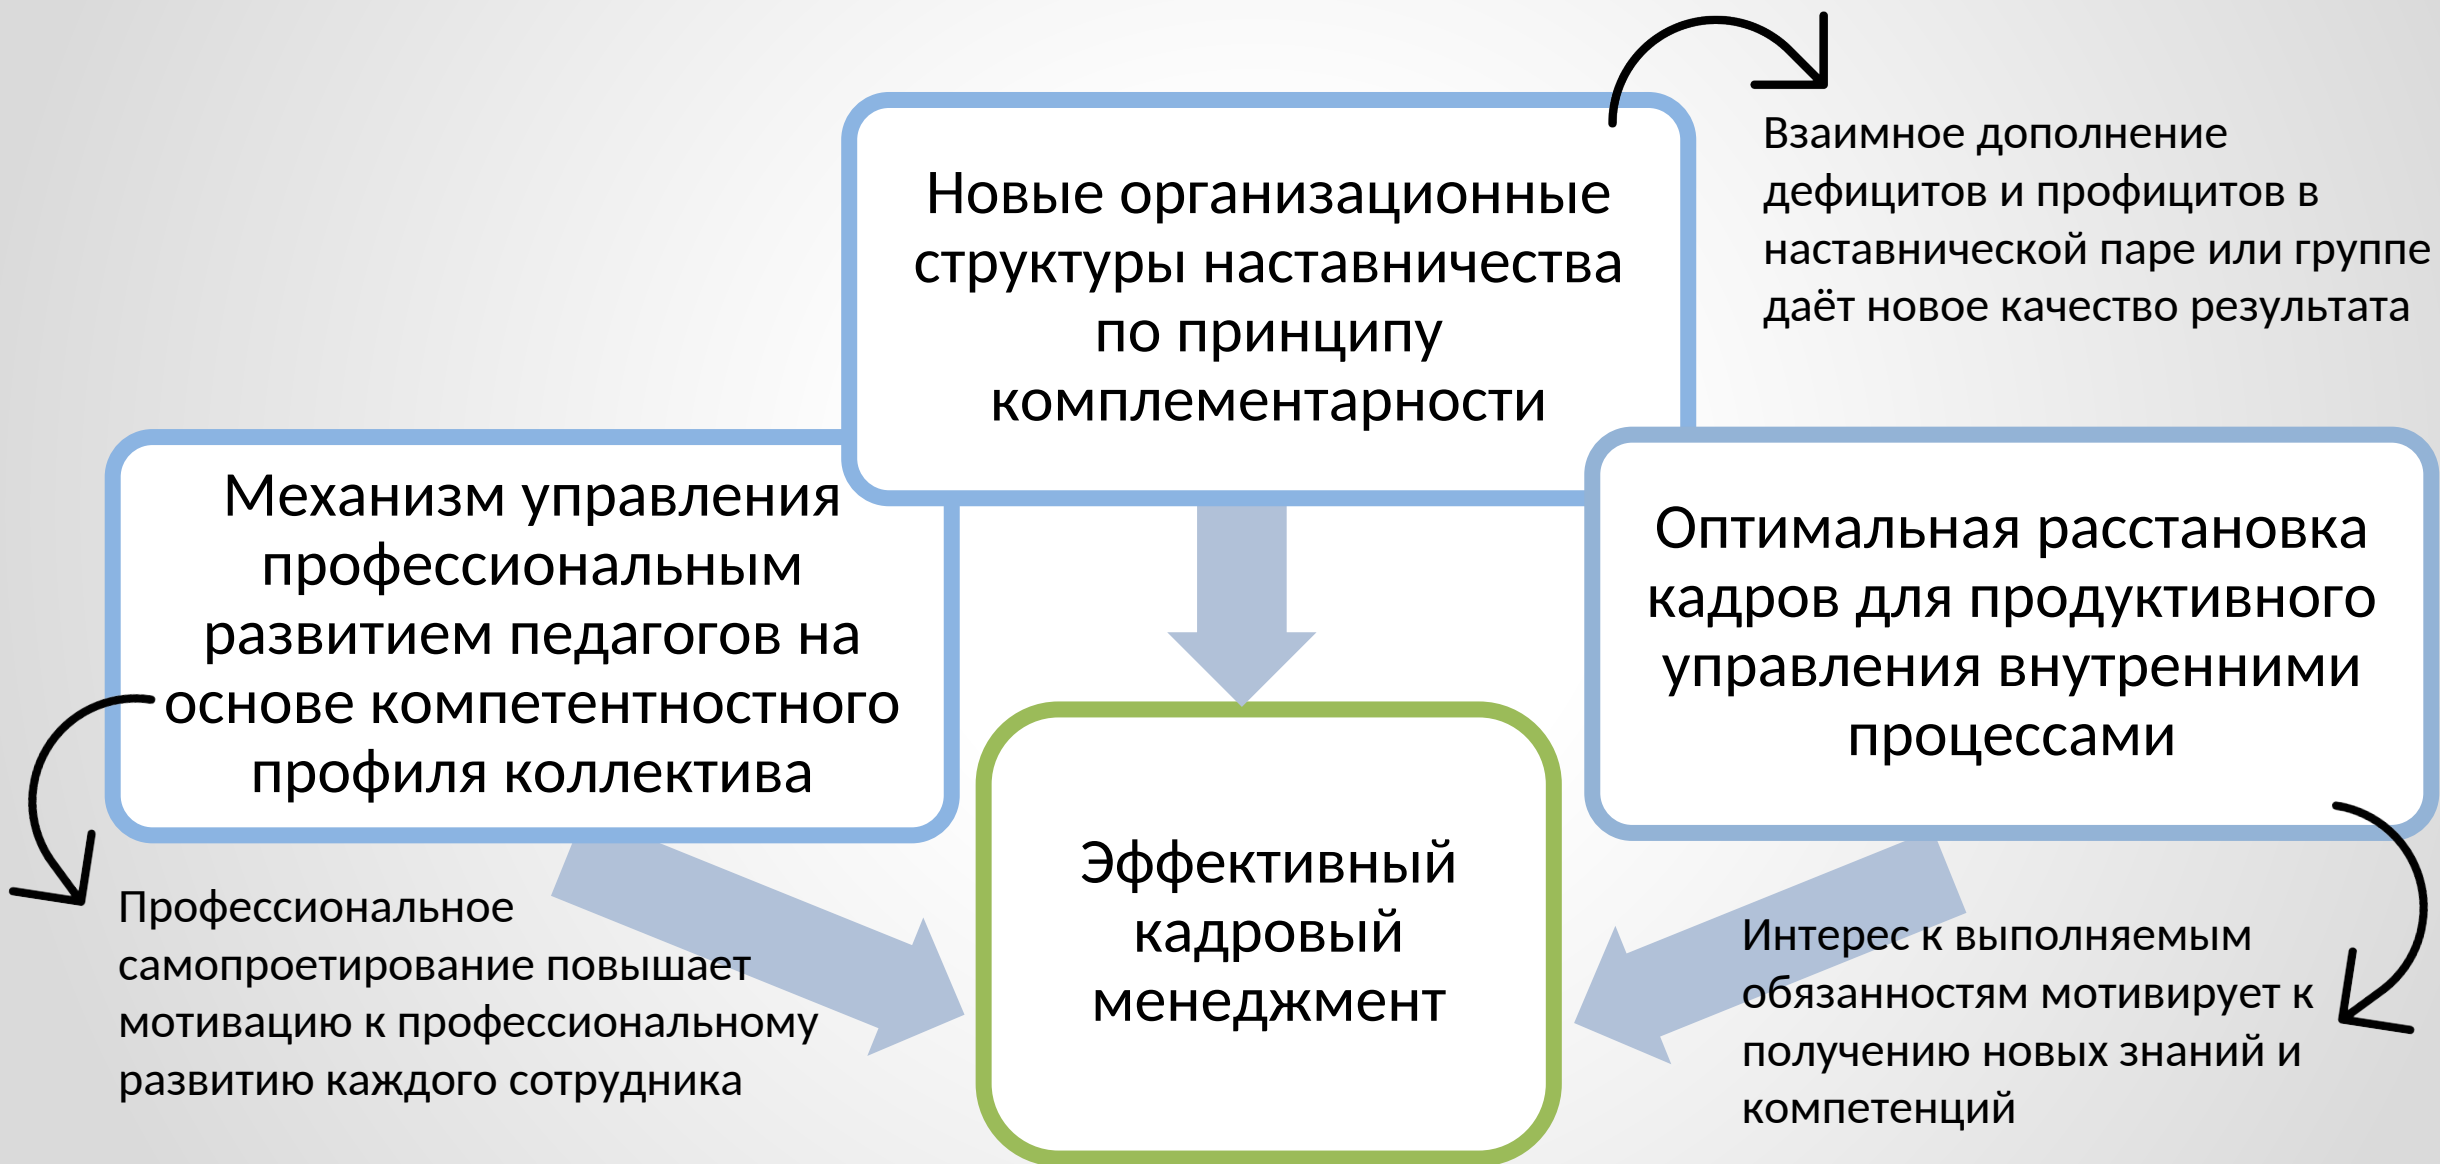 Взаимное дополнение
дефицитов и профицитов в
наставнической паре или группе
даёт новое качество результата
Новые организационные
структуры наставничества
по принципу
комплементарности
Механизм управления
профессиональным
развитием педагогов на
основе компетентностного
профиля коллектива
Оптимальная расстановка
кадров для продуктивного
управления внутренними
процессами
Эффективный
кадровый
менеджмент
Профессиональное
самопроетирование повышает
мотивацию к профессиональному
развитию каждого сотрудника
Интерес к выполняемым
обязанностям мотивирует к
получению новых знаний и
компетенций